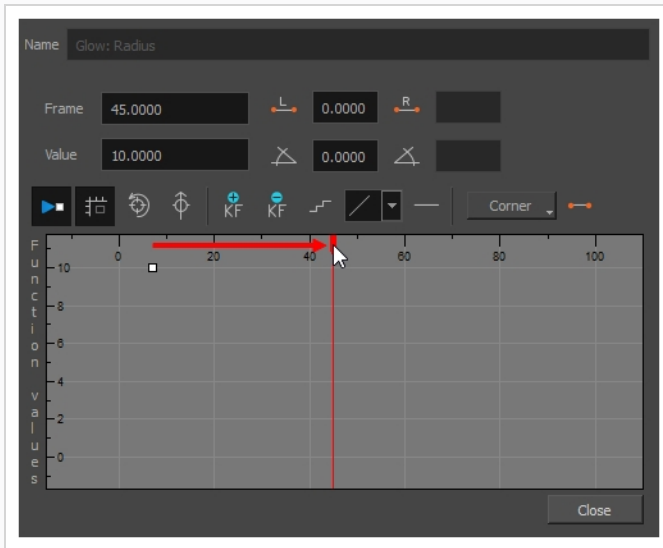 Name Glow: Radius
Frame 45.0000 L 0.0000 R
Value 10.0000 0.0000
KF KF Corner
Function values
0 20 40 60 80 100
10
8
6
4
2
0
Close